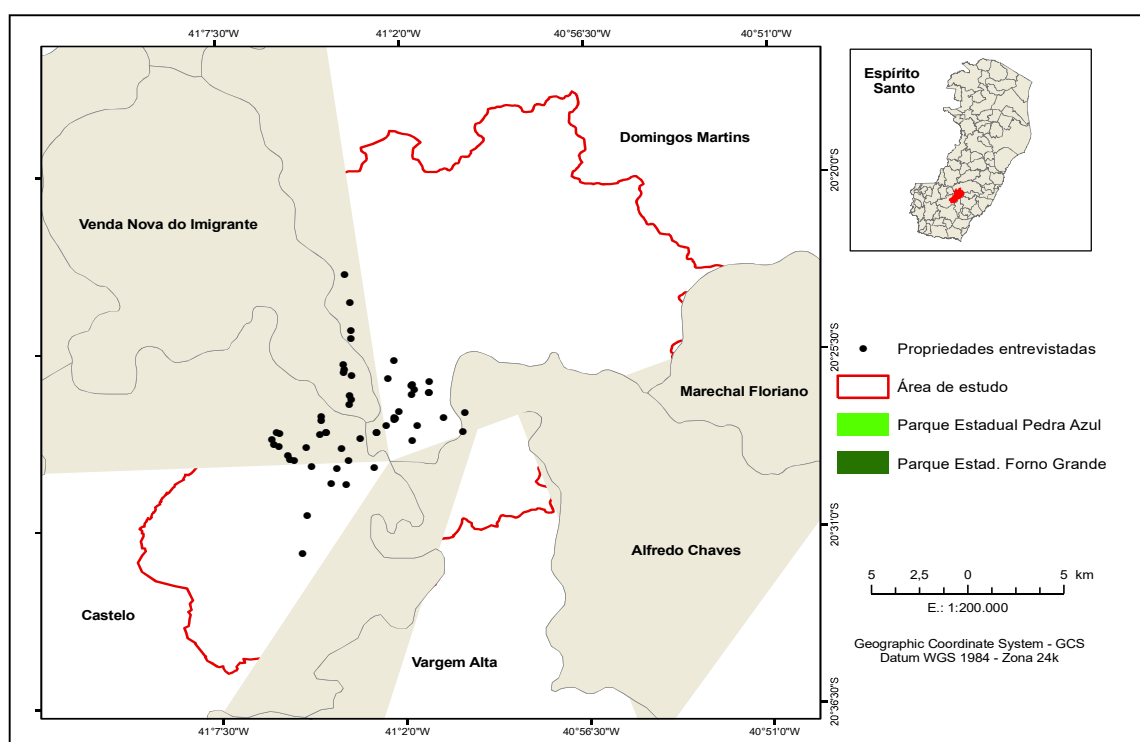 41°7'30"W
41°2'0"W
40°56'30"W
40°51'0"W
Espírito
Santo
Domingos Martins
20°20'0"S
Venda Nova do Imigrante
20°25'30"S
Propriedades entrevistadas
Área de estudo
Marechal Floriano
Parque Estadual Pedra Azul
Parque Estad. Forno Grande
20°31'0"S
Alfredo Chaves
5 2,5 0 5 km
E.: 1:200.000
Castelo
Geographic Coordinate System - GCS
Datum WGS 1984 - Zona 24k
Vargem Alta
20°36'30"S
41°7'30"W
41°2'0"W
40°56'30"W
40°51'0"W